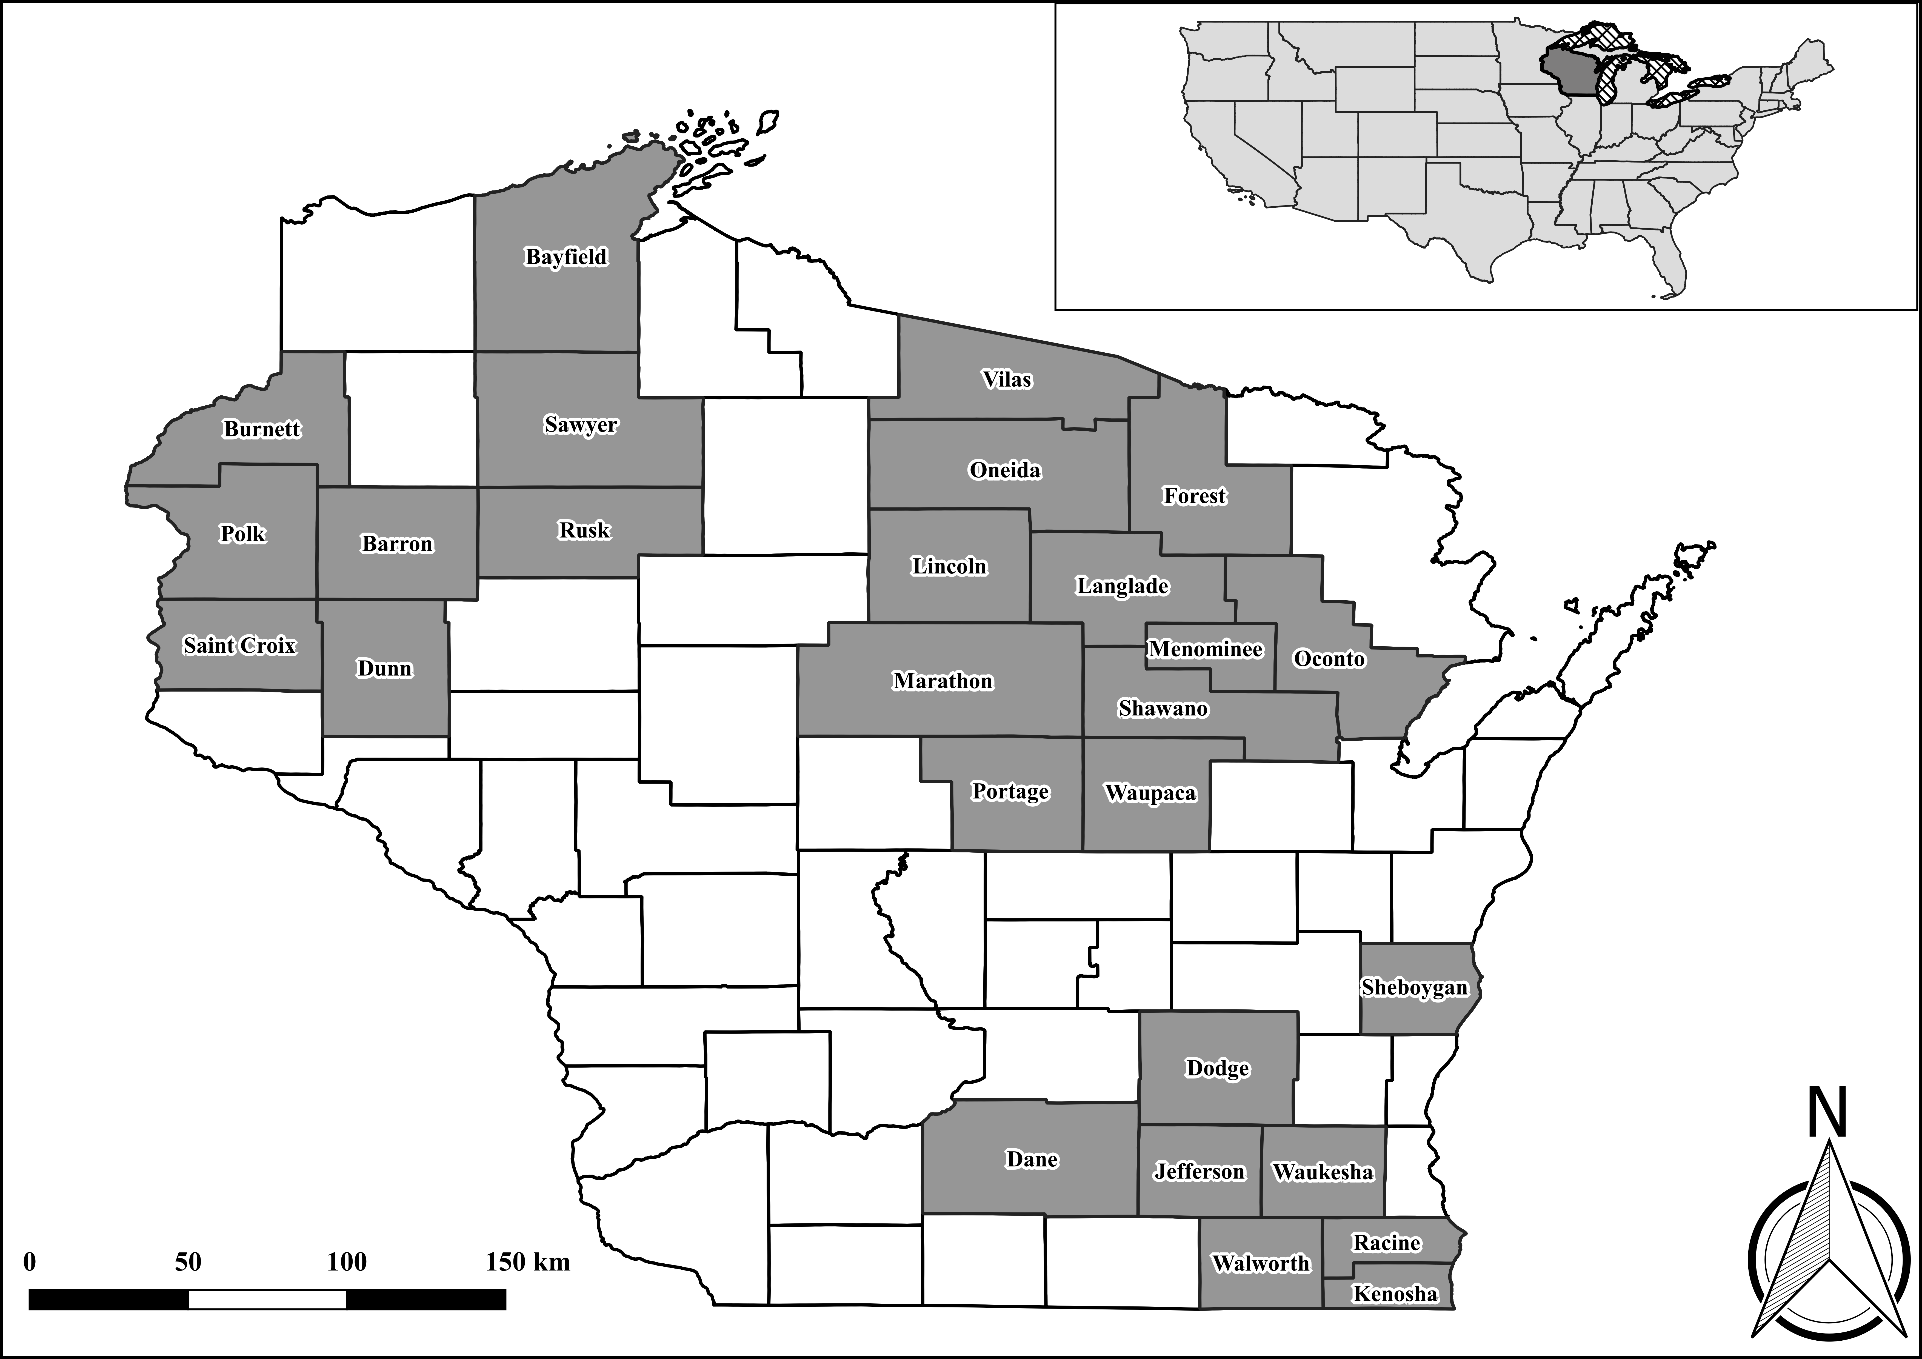 Bayfield
Vilas
Burnett
Sawyer
Oneida
Forest
Polk
Barron
Rusk
Lincoln
Langlade
Saint Croix
Dunn
Menominee
Oconto
Marathon
Shawano
Portage
Waupaca
Sheboygan
Dodge
N
Dane
Jefferson
Waukesha
Racine
Walworth
Kenosha
0 50 100 150 km